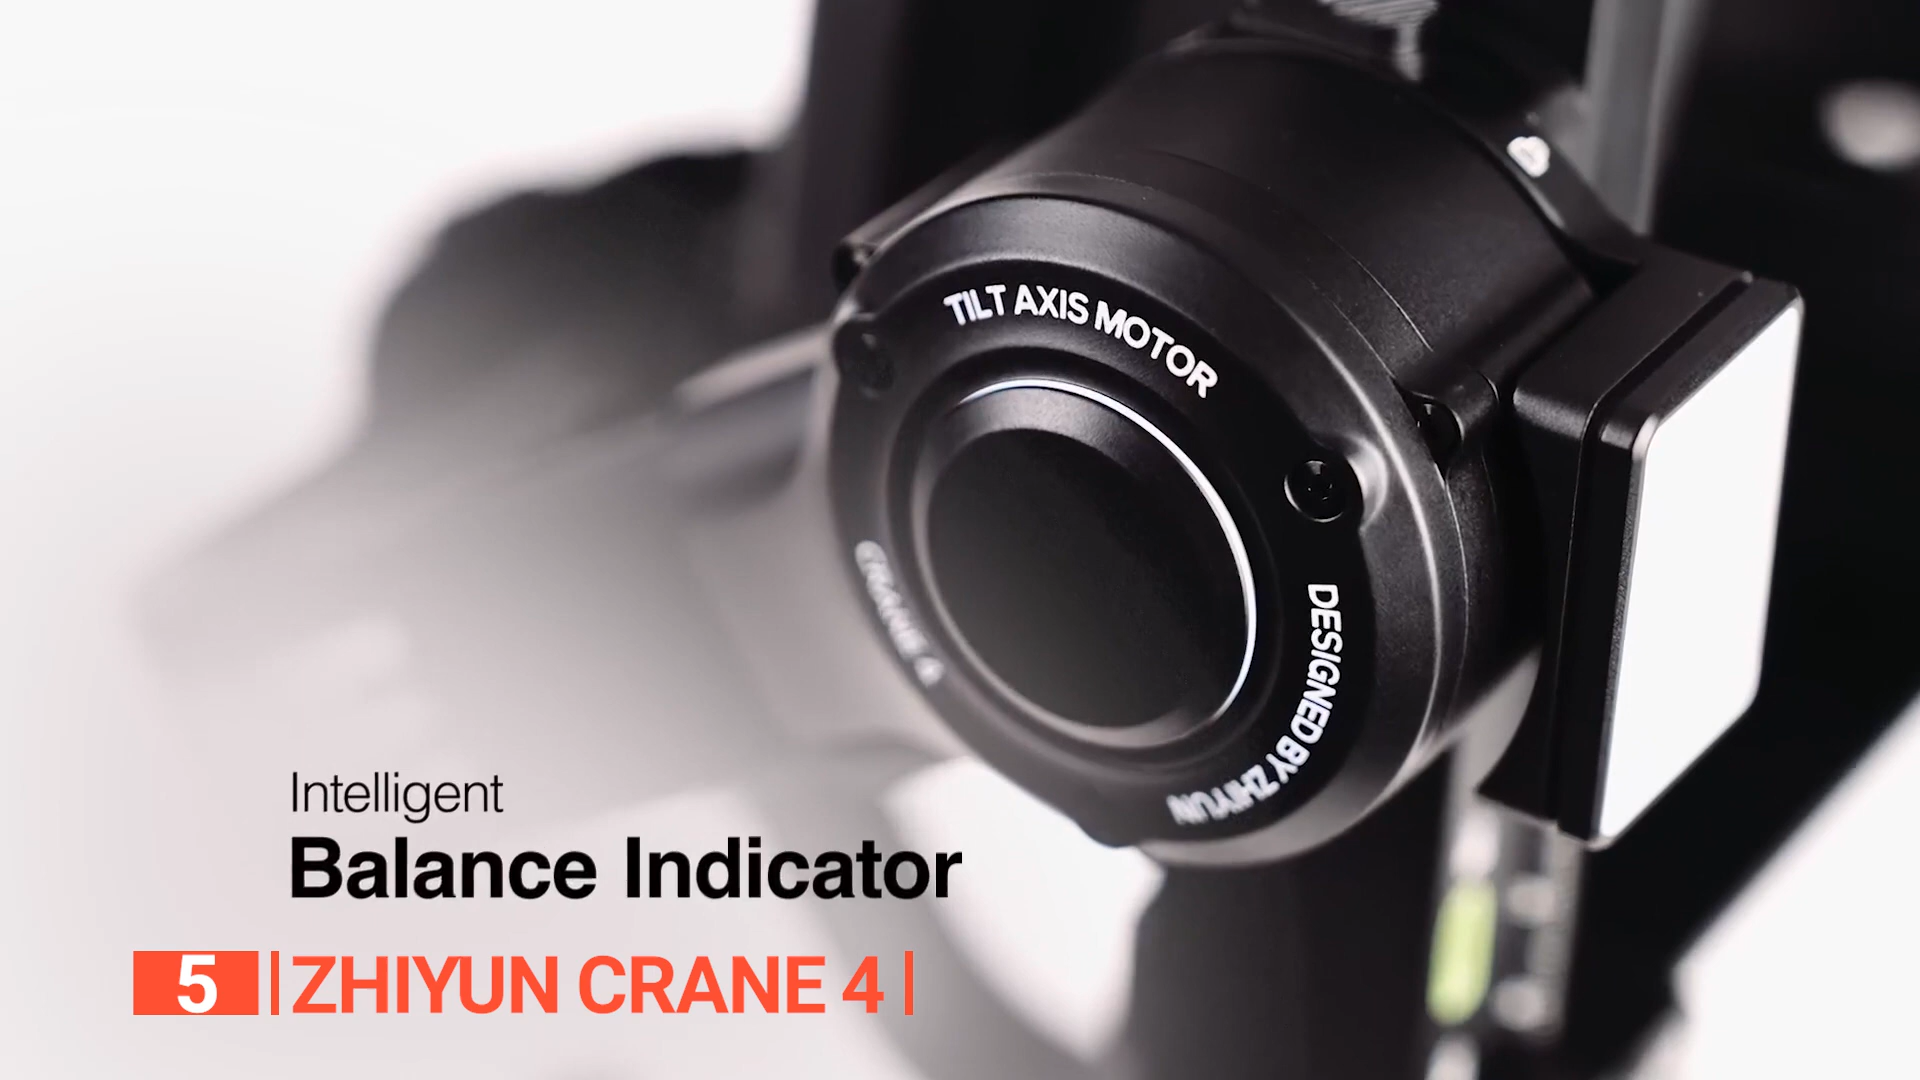 TILT AXIS MOTOR
CRANE 4
DESIGNED BY ZHIYUN
Intelligent
Balance Indicator
5 ZHIYUN CRANE 4